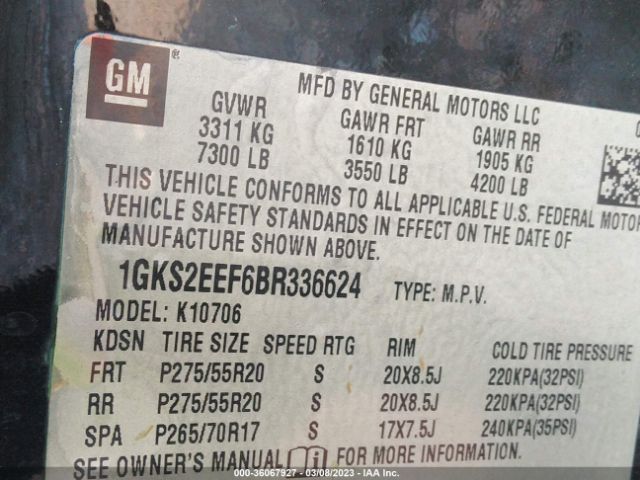 GM
®
MFD BY GENERAL MOTORS LLC
GVWR GAWR FRT GAWR RR
3311 KG 1610 KG 1905 KG
7300 LB 3550 LB 4200 LB
THIS VEHICLE CONFORMS TO ALL APPLICABLE U.S. FEDERAL MOTOR
VEHICLE SAFETY STANDARDS IN EFFECT ON THE DATE OF
MANUFACTURE SHOWN ABOVE.
1GKS2EEF6BR336624 TYPE: M.P.V.
MODEL: K10706
KDSN TIRE SIZE SPEED RTG RIM COLD TIRE PRESSURE
FRT P275/55R20 S 20X8.5J 220KPA(32PSI)
RR P275/55R20 S 20X8.5J 220KPA(32PSI)
SPA P265/70R17 S 17X7.5J 240KPA(35PSI)
SEE OWNER'S MANUAL FOR MORE INFORMATION.
000-36067927 - 03/08/2023 - IAA Inc.